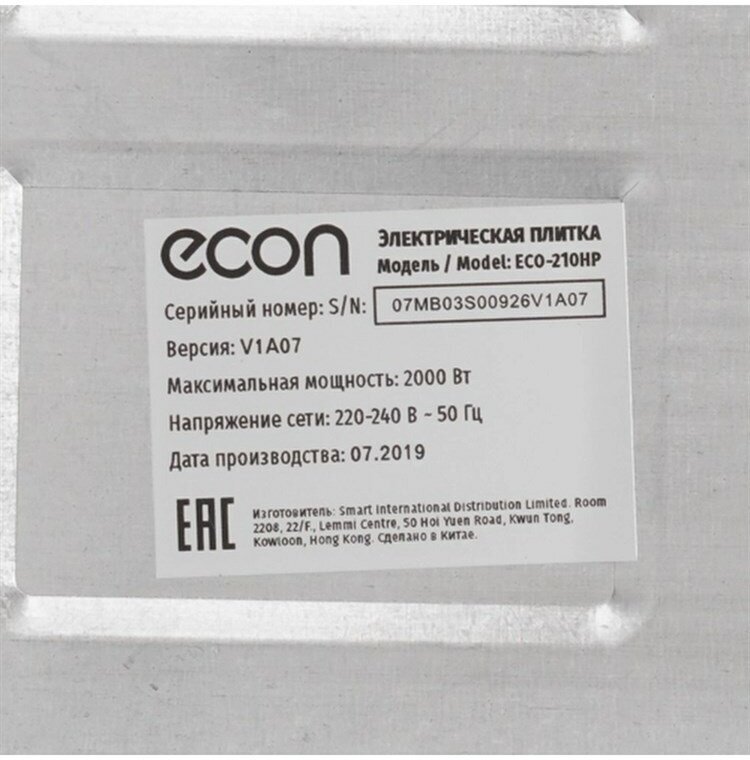 econ
ЭЛЕКТРИЧЕСКАЯ ПЛИТКА
Модель / Model: ECO-210HP
Серийный номер: S/N: 07MB03S00926V1A07
Версия: V1A07
Максимальная мощность: 2000 Вт
Напряжение сети: 220-240 В ~ 50 Гц
Дата производства: 07.2019
EAC
Изготовитель: Smart International Distribution Limited. Room
2208, 22/F., Lemmi Centre, 50 Hoi Yuen Road, Kwun Tong,
Kowloon, Hong Kong. Сделано в Китае.